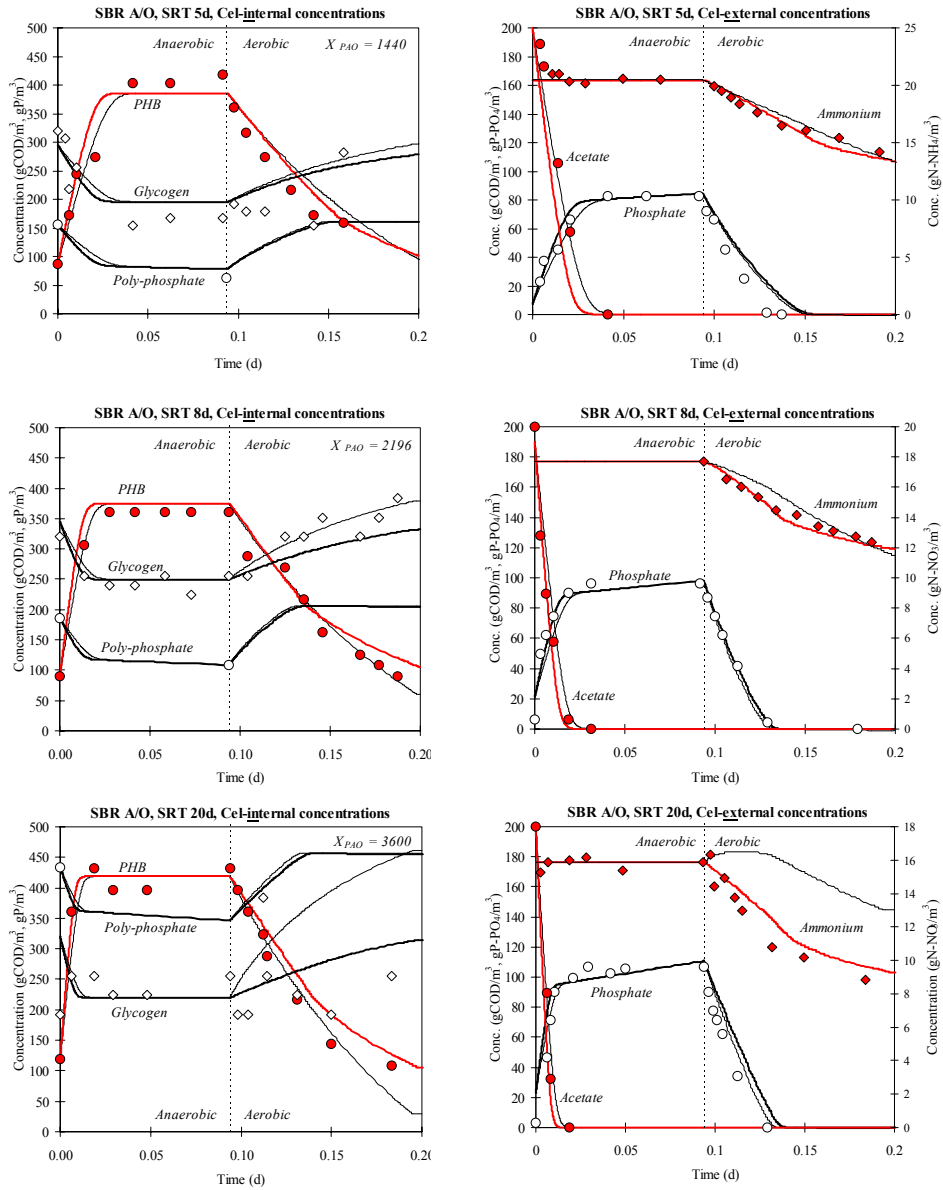 SBR A/O, SRT 5d, Cel-internal concentrations
Concentration (gCOD/m³, gP/m³)
500
450
400
350
300
250
200
150
100
50
0
Anaerobic
Aerobic
X PAO = 1440
PHB
Glycogen
Poly-phosphate
0
0.05
0.1
0.15
0.2
Time (d)
SBR A/O, SRT 5d, Cel-external concentrations
Conc. (gCOD/m³, gP-PO₄/m³)
200
180
160
140
120
100
80
60
40
20
0
Anaerobic
Aerobic
Ammonium
Acetate
Phosphate
25
20
15
10
5
0
Conc. (gN-NH4/m³)
0
0.05
0.1
0.15
0.2
Time (d)
SBR A/O, SRT 8d, Cel-internal concentrations
Concentration (gCOD/m³, gP/m³)
500
450
400
350
300
250
200
150
100
50
0
Anaerobic
Aerobic
X PAO = 2196
PHB
Glycogen
Poly-phosphate
0.00
0.05
0.10
0.15
0.20
Time (d)
SBR A/O, SRT 8d, Cel-external concentrations
Conc. (gCOD/m³, gP-PO₄/m³)
200
180
160
140
120
100
80
60
40
20
0
Anaerobic
Aerobic
Ammonium
Phosphate
Acetate
20
18
16
14
12
10
8
6
4
2
0
Conc. (gN-NO₃/m³)
0
0.05
0.1
0.15
0.2
Time (d)
SBR A/O, SRT 20d, Cel-internal concentrations
Concentration (gCOD/m³, gP/m³)
500
450
400
350
300
250
200
150
100
50
0
X PAO = 3600
PHB
Poly-phosphate
Glycogen
Anaerobic
Aerobic
0.00
0.05
0.10
0.15
0.20
Time (d)
SBR A/O, SRT 20d, Cel-external concentrations
Conc. (gCOD/m³, gP-PO₄/m³)
200
180
160
140
120
100
80
60
40
20
0
Anaerobic
Aerobic
Ammonium
Phosphate
Acetate
18
16
14
12
10
8
6
4
2
0
Concentration
0
0.05
0.1
0.15
0.2
Time (d)